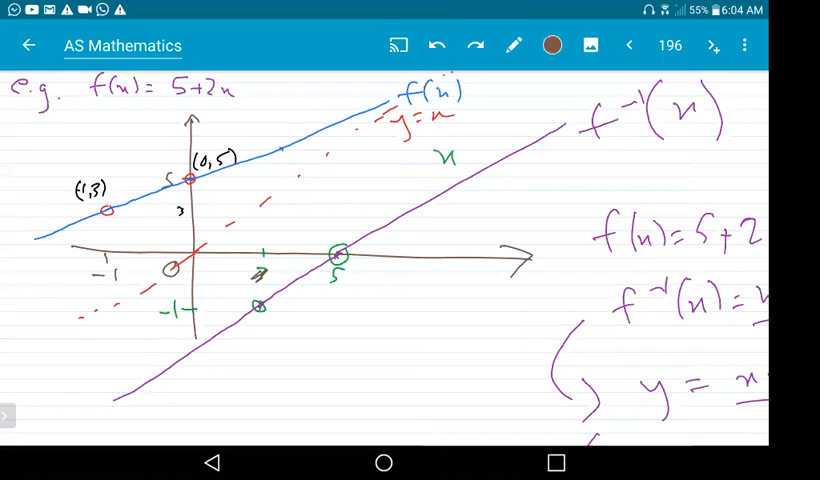 55% 6:04 AM
AS Mathematics
196
e.g. f(x) = 5+2x
f(x)
y = x
x
f⁻¹(x)
(0,5)
5
(1,3)
3
f(x) = 5+2
-1
0
5
-1
f⁻¹(x) =
y =